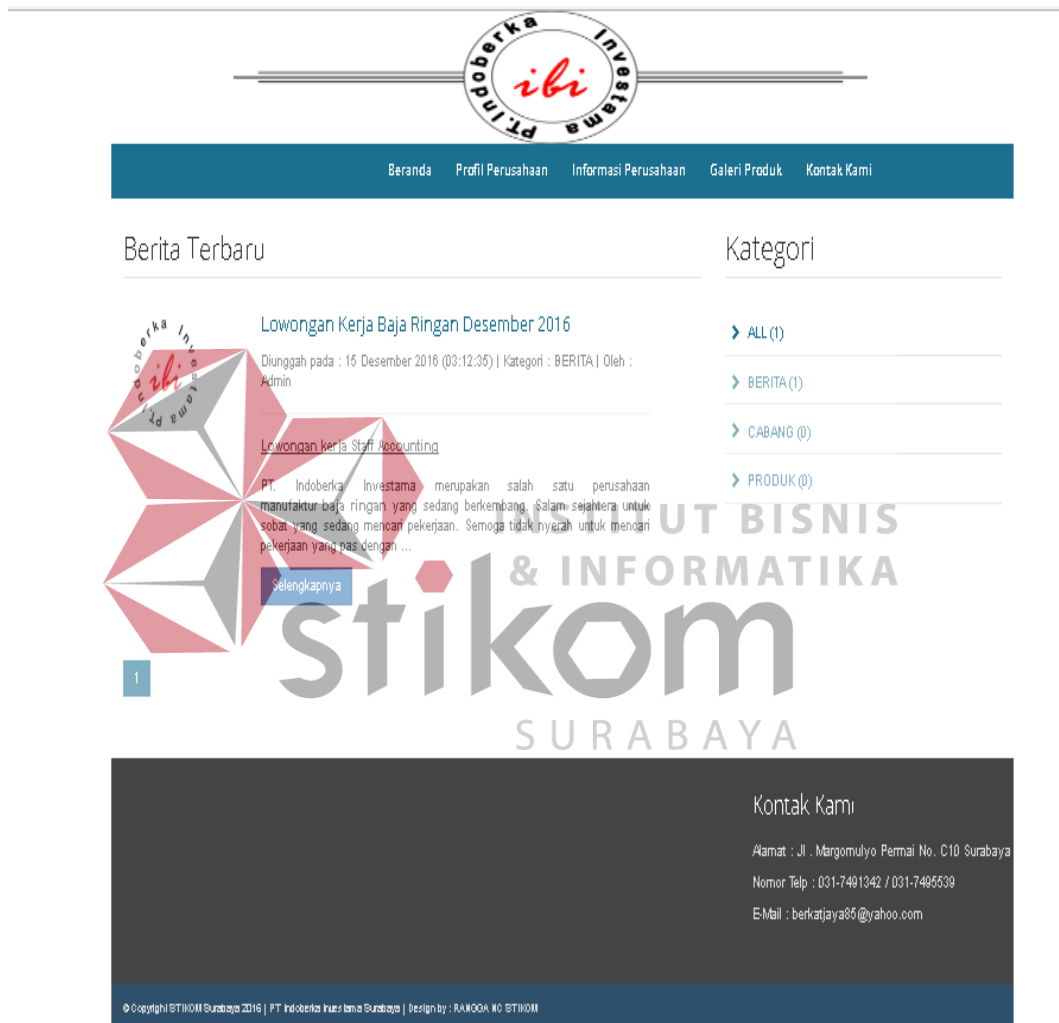 PT. Indoberka Investama
ibi
Beranda Profil Perusahaan Informasi Perusahaan Galeri Produk Kontak Kami
Berita Terbaru
Kategori
PT. Indoberka Investama
ibi
Lowongan Kerja Baja Ringan Desember 2016
Diunggah pada : 15 Desember 2016 (03:12:35) | Kategori : BERITA | Oleh :
Admin
Lowongan kerja Staff Accounting
PT. Indoberka Investama merupakan salah satu perusahaan
manufaktur baja ringan yang sedang berkembang. Salam sejahtera untuk
sobat yang sedang mencari pekerjaan. Semoga tidak nyerah untuk mencari
pekerjaan yang pas dengan ...
Selengkapnya
1
ALL (1)
BERITA (1)
CABANG (0)
PRODUK (0)
INSTITUT BISNIS
& INFORMATIKA
stikom
SURABAYA
Kontak Kami
Alamat : Jl . Margomulyo Permai No. C10 Surabaya
Nomor Telp : 031-7491342 / 031-7495539
E-Mail : berkatjaya85@yahoo.com
© Copyright STIKOM Surabaya 2016 | PT Indoberka Investama Surabaya | Design by : RANGGA NC STIKOM